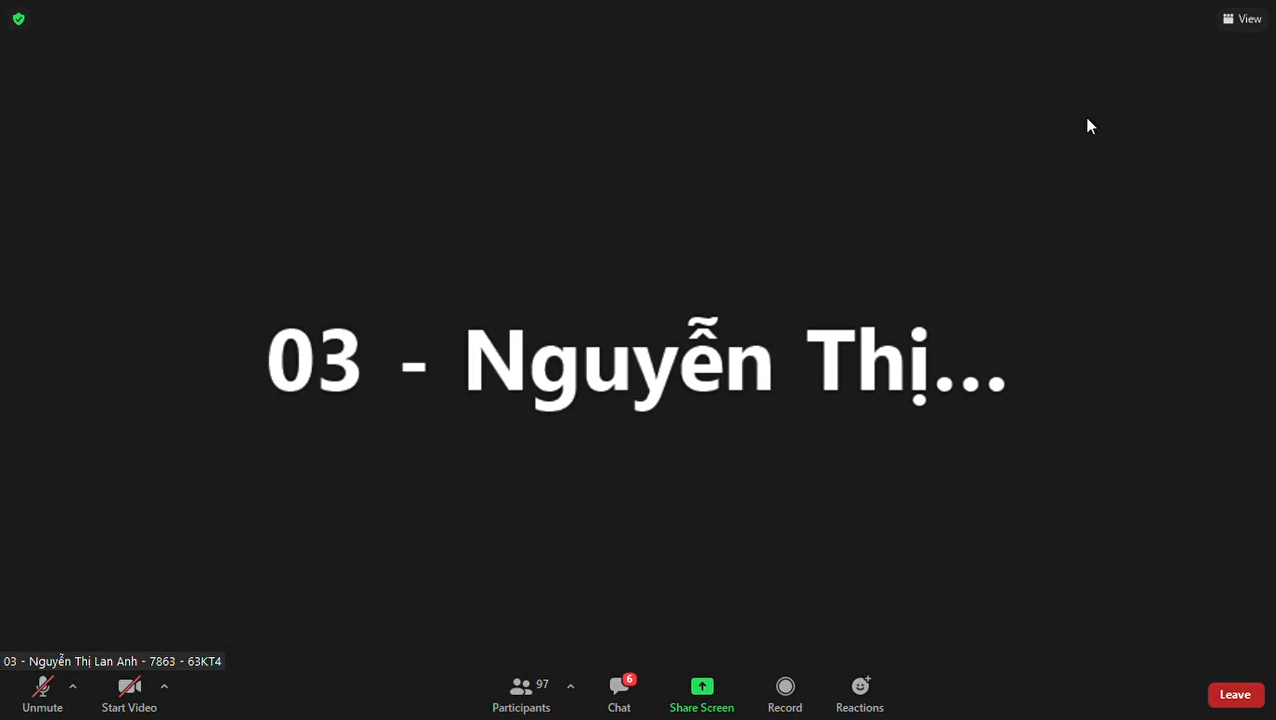 View
03 - Nguyễn Thị...
03 - Nguyễn Thị Lan Anh - 7863 - 63KT4
Unmute
Start Video
97
Participants
6
Chat
Share Screen
Record
Reactions
Leave